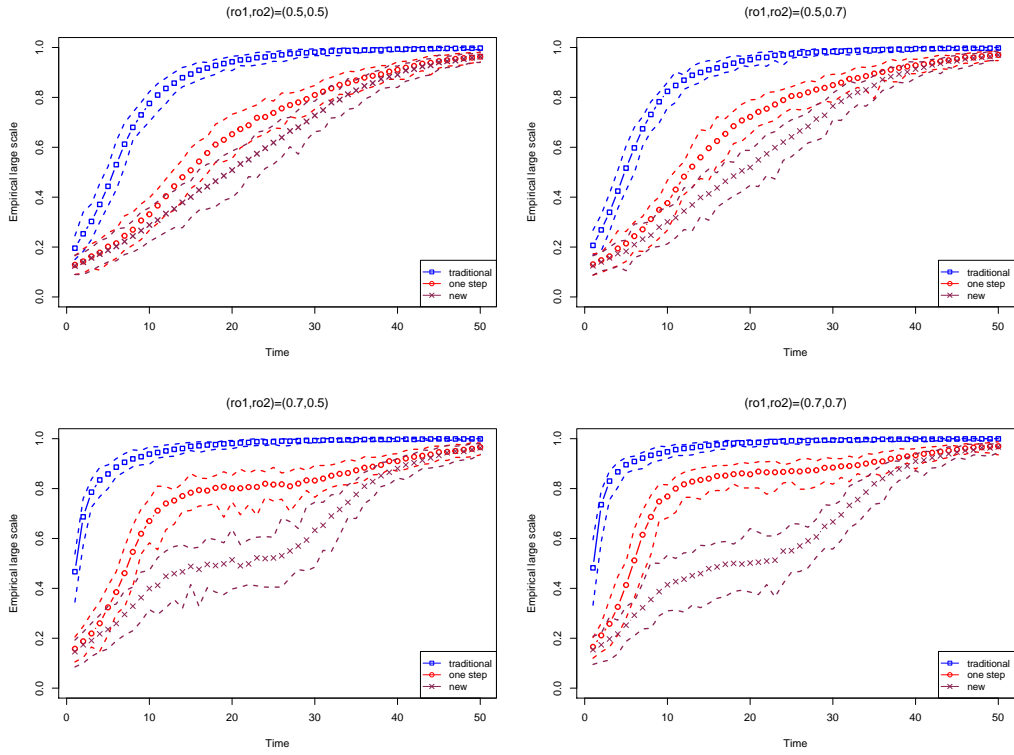 (ro1,ro2)=(0.5,0.5)
Empirical large scale
1.0
0.8
0.6
0.4
0.2
0.0
traditional
one step
new
0 10 20 30 40 50
Time
(ro1,ro2)=(0.5,0.7)
Empirical large scale
1.0
0.8
0.6
0.4
0.2
0.0
traditional
one step
new
0 10 20 30 40 50
Time
(ro1,ro2)=(0.7,0.5)
Empirical large scale
1.0
0.8
0.6
0.4
0.2
0.0
traditional
one step
new
0 10 20 30 40 50
Time
(ro1,ro2)=(0.7,0.7)
Empirical large scale
1.0
0.8
0.6
0.4
0.2
0.0
traditional
one step
new
0 10 20 30 40 50
Time